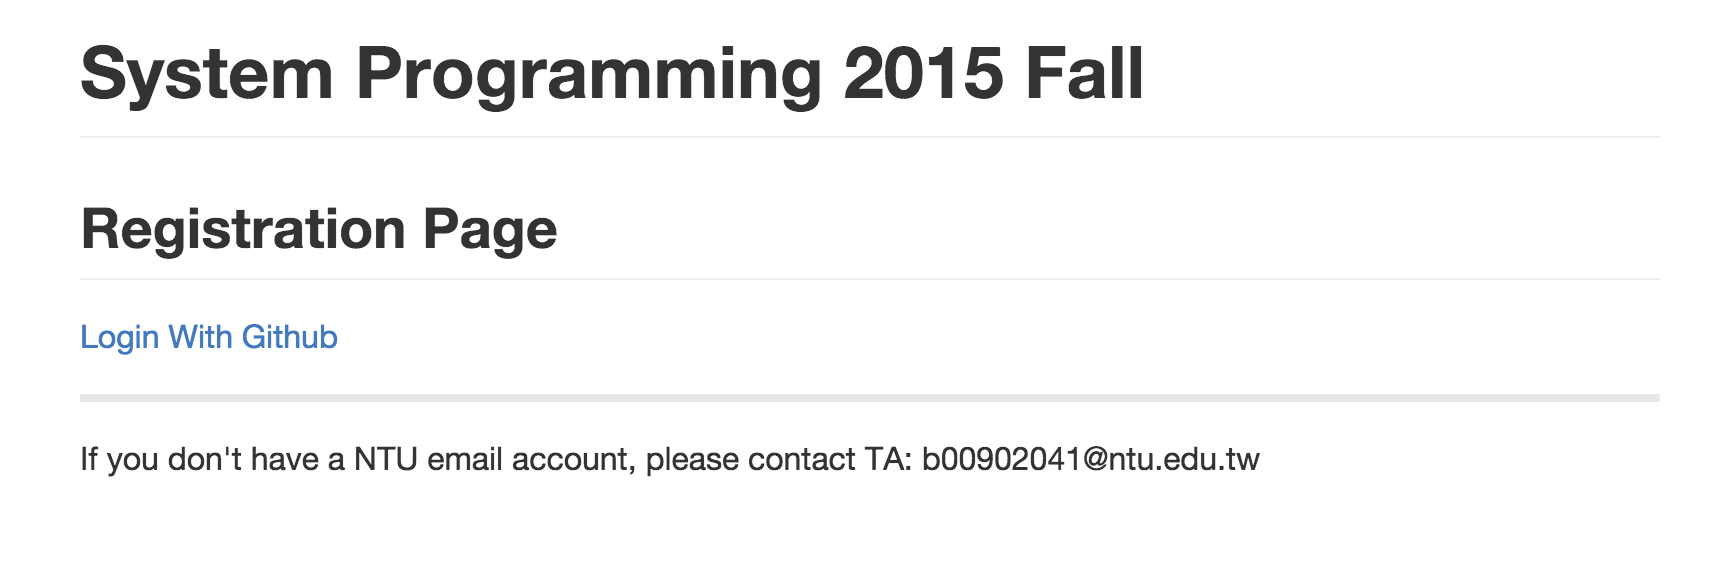 System Programming 2015 Fall
Registration Page
Login With Github
If you don't have a NTU email account, please contact TA: b00902041@ntu.edu.tw